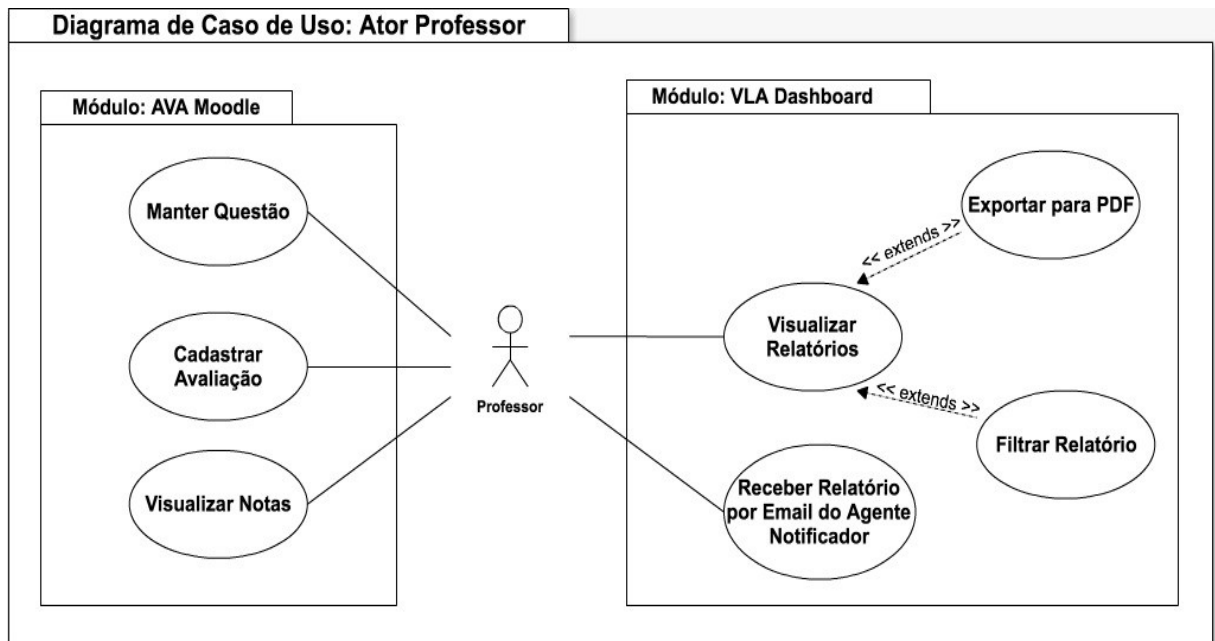 Diagrama de Caso de Uso: Ator Professor
Módulo: AVA Moodle
Manter Questão
Cadastrar
Avaliação
Visualizar Notas
Professor
Módulo: VLA Dashboard
Exportar para PDF
<< extends >>
Visualizar
Relatórios
<< extends >>
Filtrar Relatório
Receber Relatório
por Email do Agente
Notificador